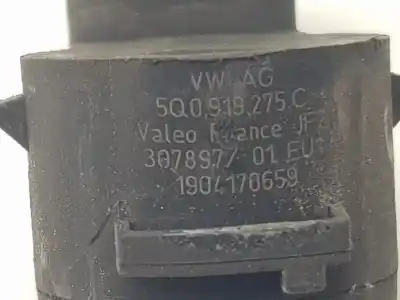 VW AG
5Q0.919.275.C
Valeo France
307897/ 01 EU
1904170659